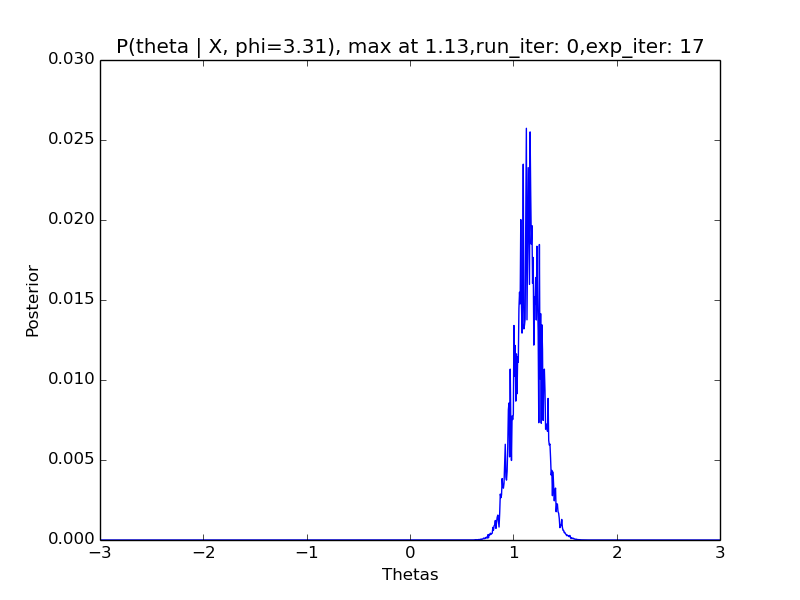 P(theta | X, phi=3.31), max at 1.13,run_iter: 0,exp_iter: 17
0.030
0.025
0.020
0.015
0.010
0.005
0.000
Posterior
−3 −2 −1 0 1 2 3
Thetas